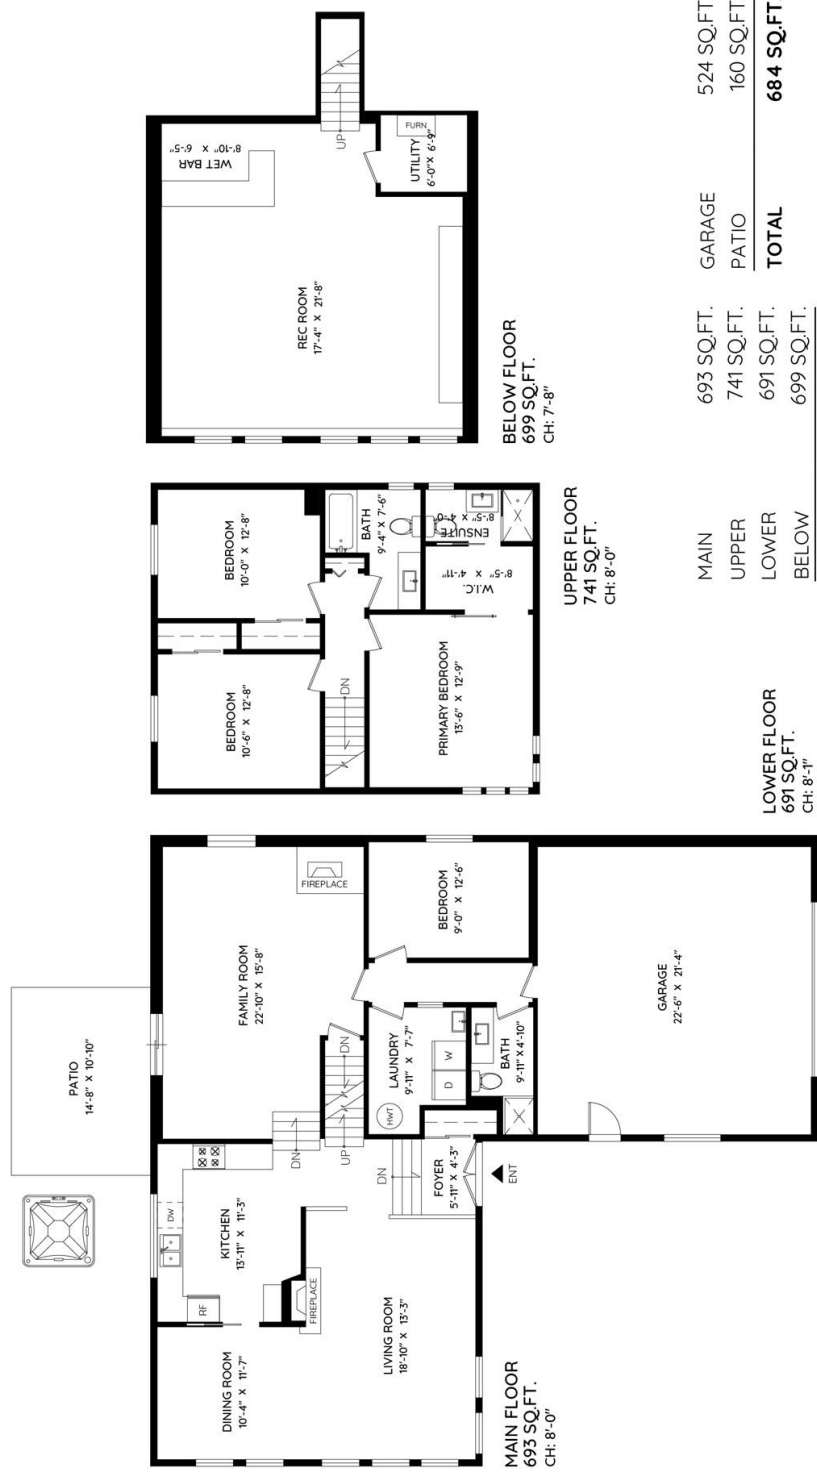 MAIN FLOOR
693 SQ.FT.
CH: 8'-0"
DINING ROOM
10'-4" X 11'-7"
LIVING ROOM
18'-10" X 13'-3"
KITCHEN
13'-11" X 11'-3"
RF
DW
FIREPLACE
FOYER
5'-11" X 4'-3"
ENT
DN
DN
UP
DN
PATIO
14'-8" X 10'-10"
FAMILY ROOM
22'-10" X 15'-8"
FIREPLACE
LAUNDRY
9'-11" X 7'-7"
HWT
D
W
BATH
9'-11" X 4'-10"
BEDROOM
9'-0" X 12'-6"
GARAGE
22'-6" X 21'-4"
LOWER FLOOR
691 SQ.FT.
CH: 8'-1"
BEDROOM
10'-6" X 12'-8"
BEDROOM
10'-0" X 12'-8"
DN
PRIMARY BEDROOM
13'-6" X 12'-9"
BATH
9'-4" X 7'-6"
W.I.C.
8'-5" X 4'-11"
ENSUITE
8'-5" X 4'-0"
UPPER FLOOR
741 SQ.FT.
CH: 8'-0"
REC ROOM
17'-4" X 21'-8"
WET BAR
8'-10" X 6'-5"
UP
UTILITY
6'-0" X 6'-9"
FURN
BELOW FLOOR
699 SQ.FT.
CH: 7'-8"
MAIN 693 SQ.FT.
UPPER 741 SQ.FT.
LOWER 691 SQ.FT.
BELOW 699 SQ.FT.
GARAGE 524 SQ.FT
PATIO 160 SQ.FT
TOTAL 684 SQ.FT